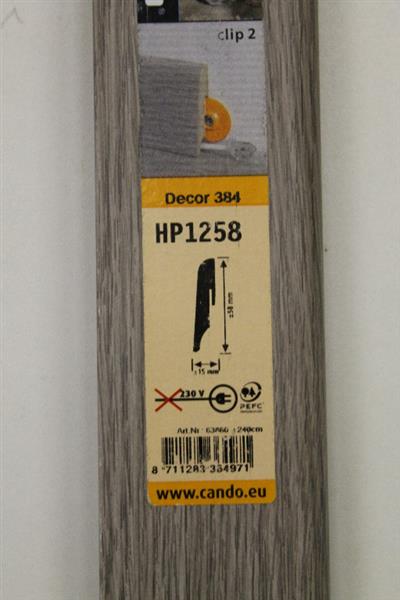 clip 2
Decor 384
HP1258
±58 mm
±15 mm
230 V
PEFC
Art.Nr.: 63A60 ±240cm
8 711283 354971
www.cando.eu